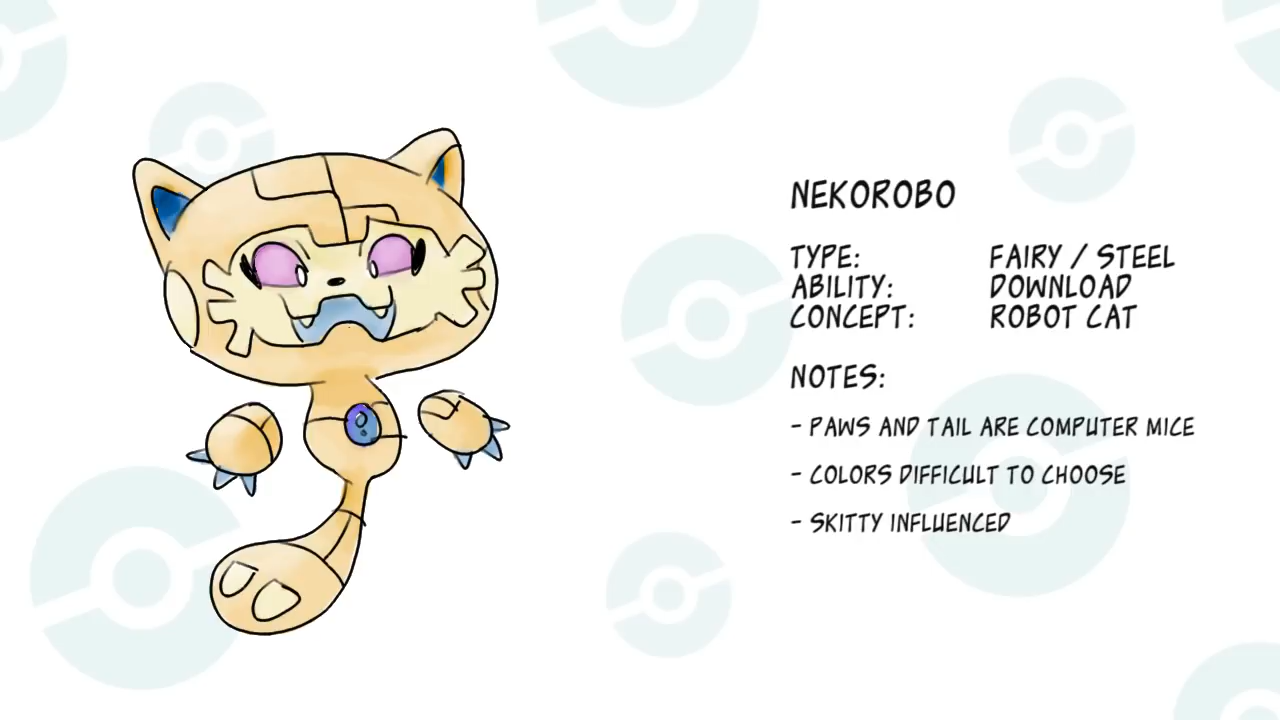 NEKOROBO
TYPE: FAIRY / STEEL
ABILITY: DOWNLOAD
CONCEPT: ROBOT CAT
NOTES:
- PAWS AND TAIL ARE COMPUTER MICE
- COLORS DIFFICULT TO CHOOSE
- SKITTY INFLUENCED